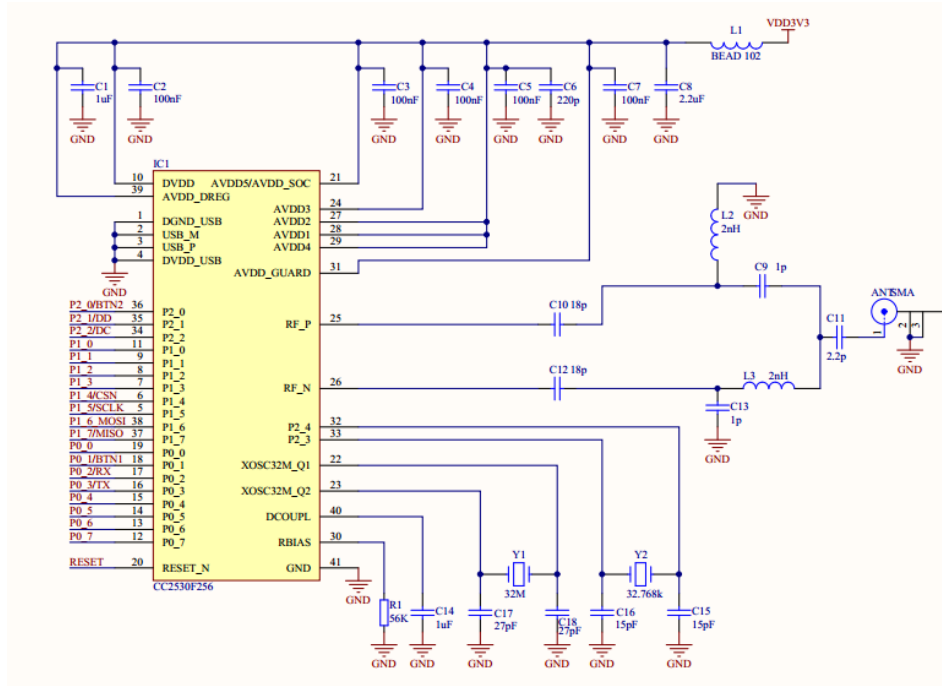 VDD3V3
L1
BEAD 102
C1
1uF
C2
100nF
C3
100nF
C4
100nF
C5
100nF
C6
220p
C7
100nF
C8
2.2uF
GND
GND
GND
GND
GND
GND
GND
GND
IC1
10 DVDD
39 AVDD_DREG
1 DGND_USB
2 USB_M
3 USB_P
4 DVDD_USB
GND
AVDD5/AVDD_SOC 21
AVDD3 24
AVDD2 27
AVDD1 28
AVDD4 29
AVDD_GUARD 31
RF_P 25
RF_N 26
P2_4 32
P2_3 33
XOSC32M_Q1 22
XOSC32M_Q2 23
DCOUPL 40
RBIAS 30
GND 41
P2_0/BTN2 36 P2_0
P2_1/DD 35 P2_1
P2_2/DC 34 P2_2
P1_0 11 P1_0
P1_1 9 P1_1
P1_2 8 P1_2
P1_3 7 P1_3
P1_4/CSN 6 P1_4
P1_5/SCLK 5 P1_5
P1_6_MOSI 38 P1_6
P1_7/MISO 37 P1_7
P0_0 19 P0_0
P0_1/BTN1 18 P0_1
P0_2/RX 17 P0_2
P0_3/TX 16 P0_3
P0_4 15 P0_4
P0_5 14 P0_5
P0_6 13 P0_6
P0_7 12 P0_7
RESET 20 RESET_N
CC2530F256
GND
L2
2nH
GND
C9 1p
C10 18p
C11
2.2p
ANT SMA
1
2
3
GND
C12 18p
L3 2nH
C13
1p
GND
R1
56K
GND
C14
1uF
GND
Y1
32M
C17
27pF
GND
C18
27pF
GND
Y2
32.768k
C16
15pF
GND
C15
15pF
GND